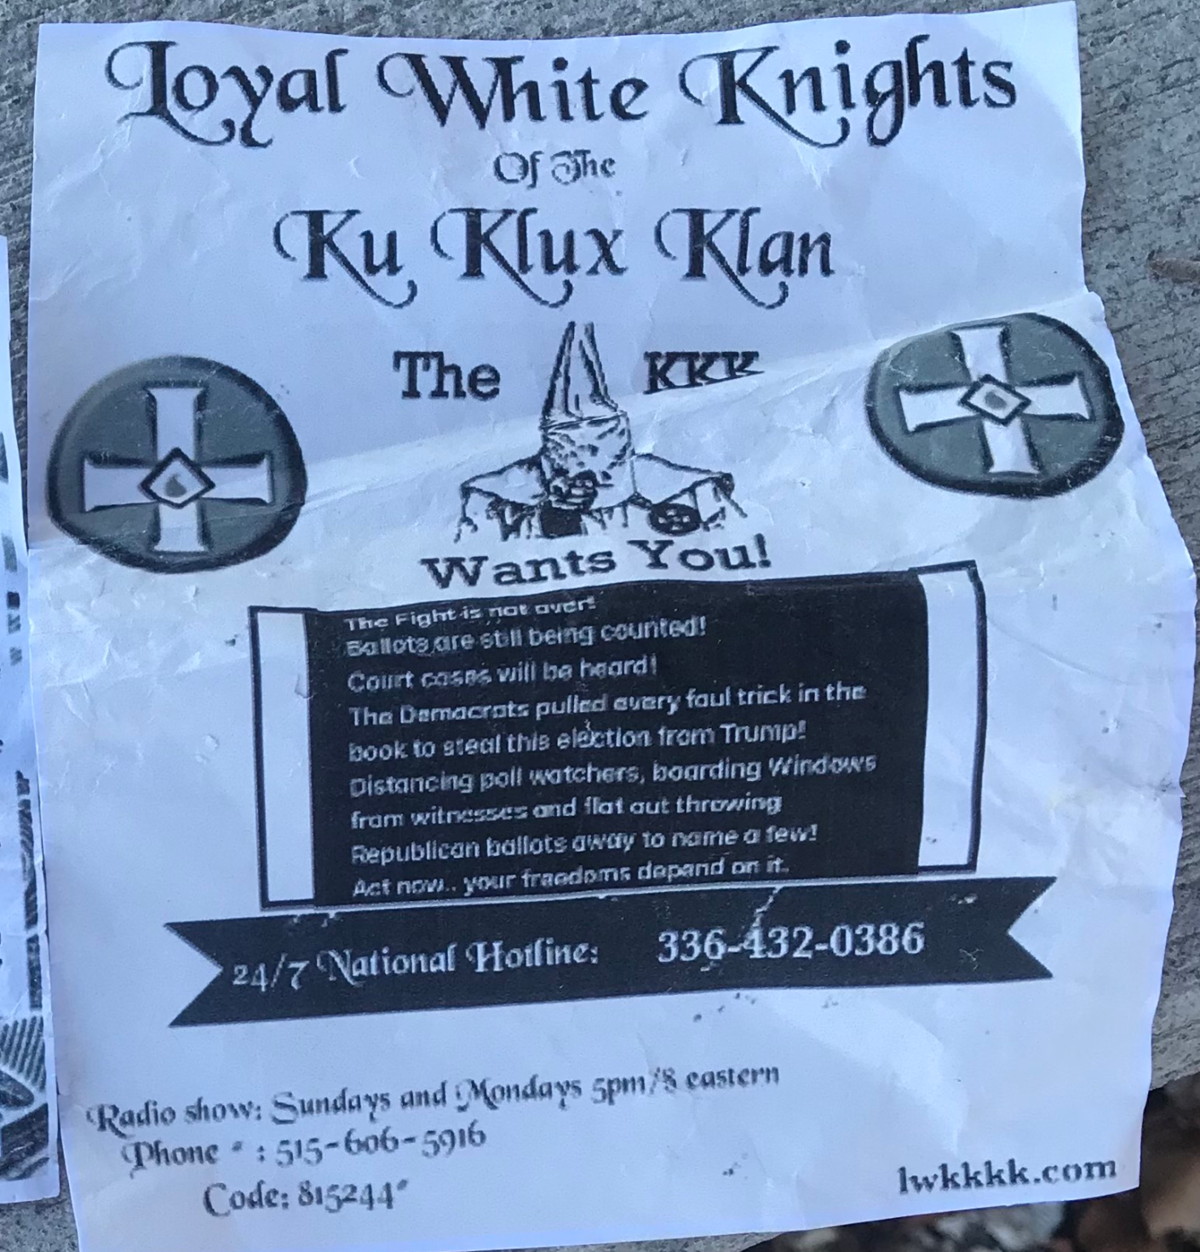 Loyal White Knights
Of The
Ku Klux Klan
The KKK
Wants You!
The Fight is not over!
Ballots are still being counted!
Court cases will be heard!
The Democrats pulled every foul trick in the
book to steal this election from Trump!
Distancing poll watchers, boarding Windows
from witnesses and flat out throwing
Republican ballots away to name a few!
Act now.. your freedoms depend on it.
24/7 National Hotline: 336-432-0386
Radio show: Sundays and Mondays 5pm/8 eastern
Phone # : 515-606-5916
Code: 815244#
lwkkkk.com